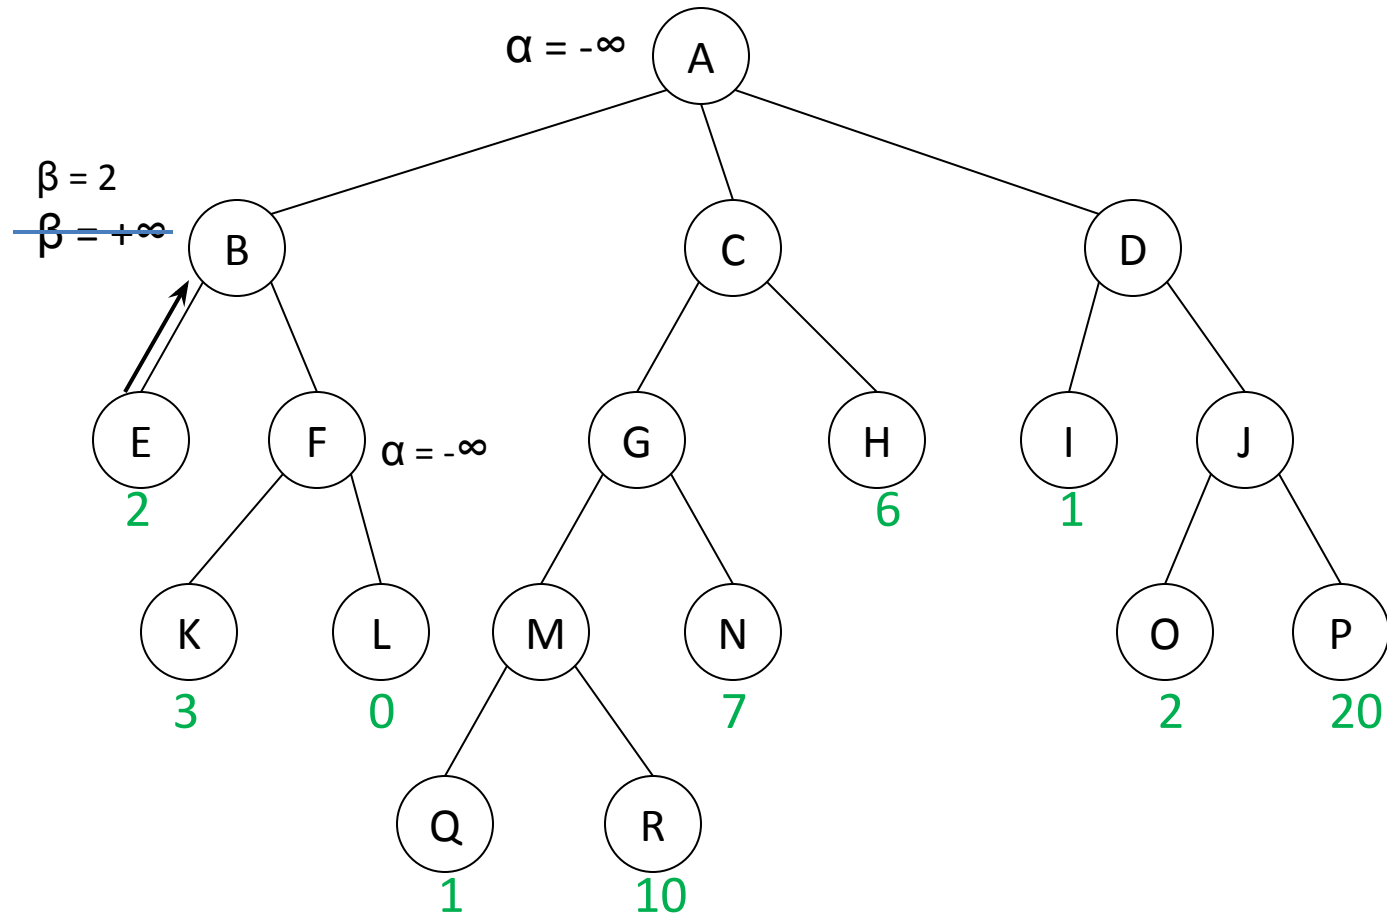 α = -∞
A
β = 2
β = +∞
B
C
D
E
F
α = -∞
G
H
I
J
2
6
1
K
L
M
N
O
P
3
0
7
2
20
Q
R
1
10